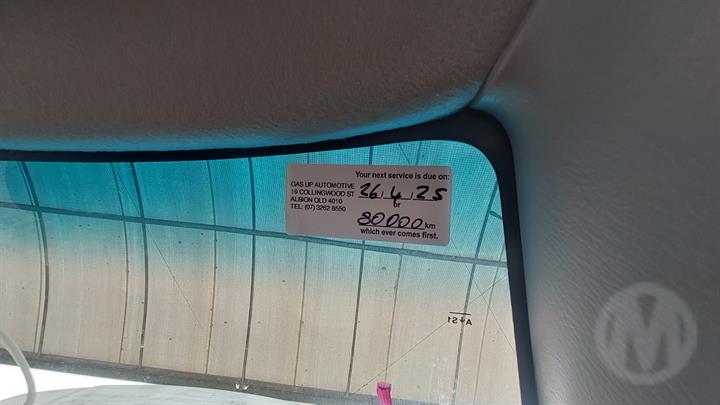 Your next service is due on:
GAS UP AUTOMOTIVE
19 COLLINGWOOD ST
ALBION QLD 4010
TEL: (07) 3262 8550
26, 4, 25
or
80000 km
which ever comes first.
A↓S1
M